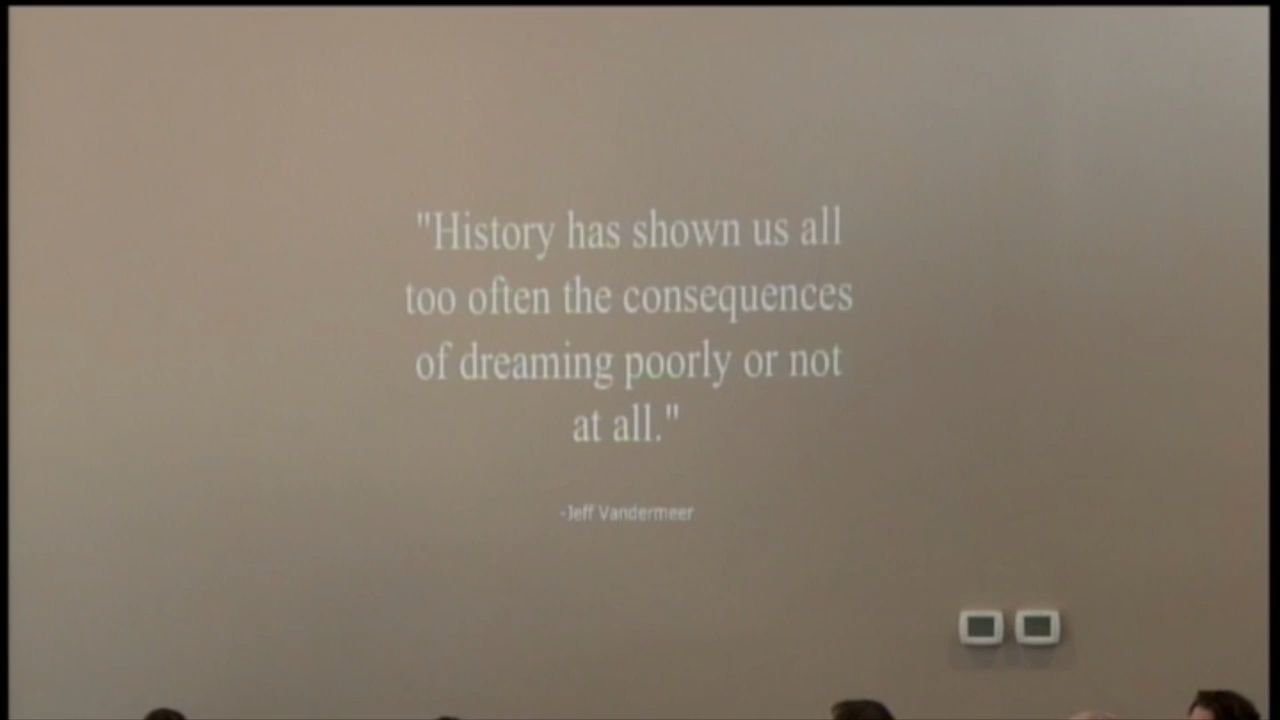 "History has shown us all
too often the consequences
of dreaming poorly or not
at all."
-Jeff Vandermeer